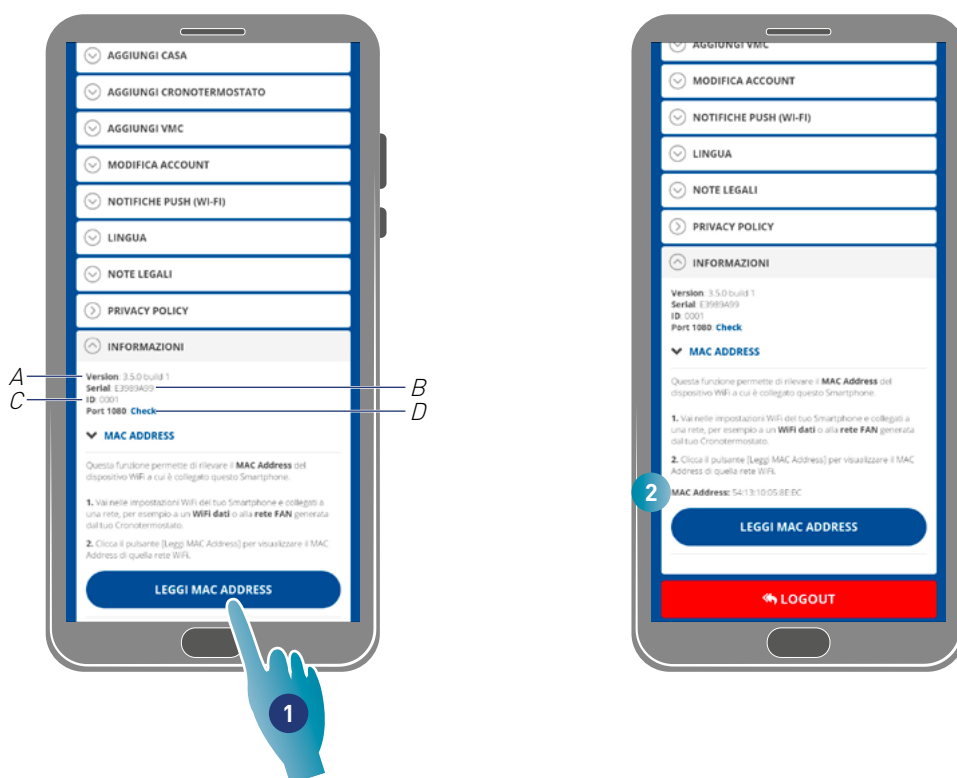 AGGIUNGI CASA
AGGIUNGI CRONOTERMOSTATO
AGGIUNGI VMC
MODIFICA ACCOUNT
NOTIFICHE PUSH (WI-FI)
LINGUA
NOTE LEGALI
PRIVACY POLICY
INFORMAZIONI
A
Version: 3.5.0 build 1
Serial: E3989A99
B
C
ID: 0001
Port 1080: Check
D
MAC ADDRESS
Questa funzione permette di rilevare il MAC Address del
dispositivo WiFi a cui è collegato questo Smartphone.
1. Vai nelle impostazioni WiFi del tuo Smartphone e collegati a
una rete, per esempio a un WiFi dati o alla rete FAN generata
dal tuo Cronotermostato.
2. Clicca il pulsante [Leggi MAC Address] per visualizzare il MAC
Address di quella rete WiFi.
LEGGI MAC ADDRESS
1
AGGIUNGI VMC
MODIFICA ACCOUNT
NOTIFICHE PUSH (WI-FI)
LINGUA
NOTE LEGALI
PRIVACY POLICY
INFORMAZIONI
Version: 3.5.0 build 1
Serial: E3989A99
ID: 0001
Port 1080: Check
MAC ADDRESS
Questa funzione permette di rilevare il MAC Address del
dispositivo WiFi a cui è collegato questo Smartphone.
1. Vai nelle impostazioni WiFi del tuo Smartphone e collegati a
una rete, per esempio a un WiFi dati o alla rete FAN generata
dal tuo Cronotermostato.
2. Clicca il pulsante [Leggi MAC Address] per visualizzare il MAC
Address di quella rete WiFi.
2
MAC Address: 54:13:10:05:8E:EC
LEGGI MAC ADDRESS
LOGOUT